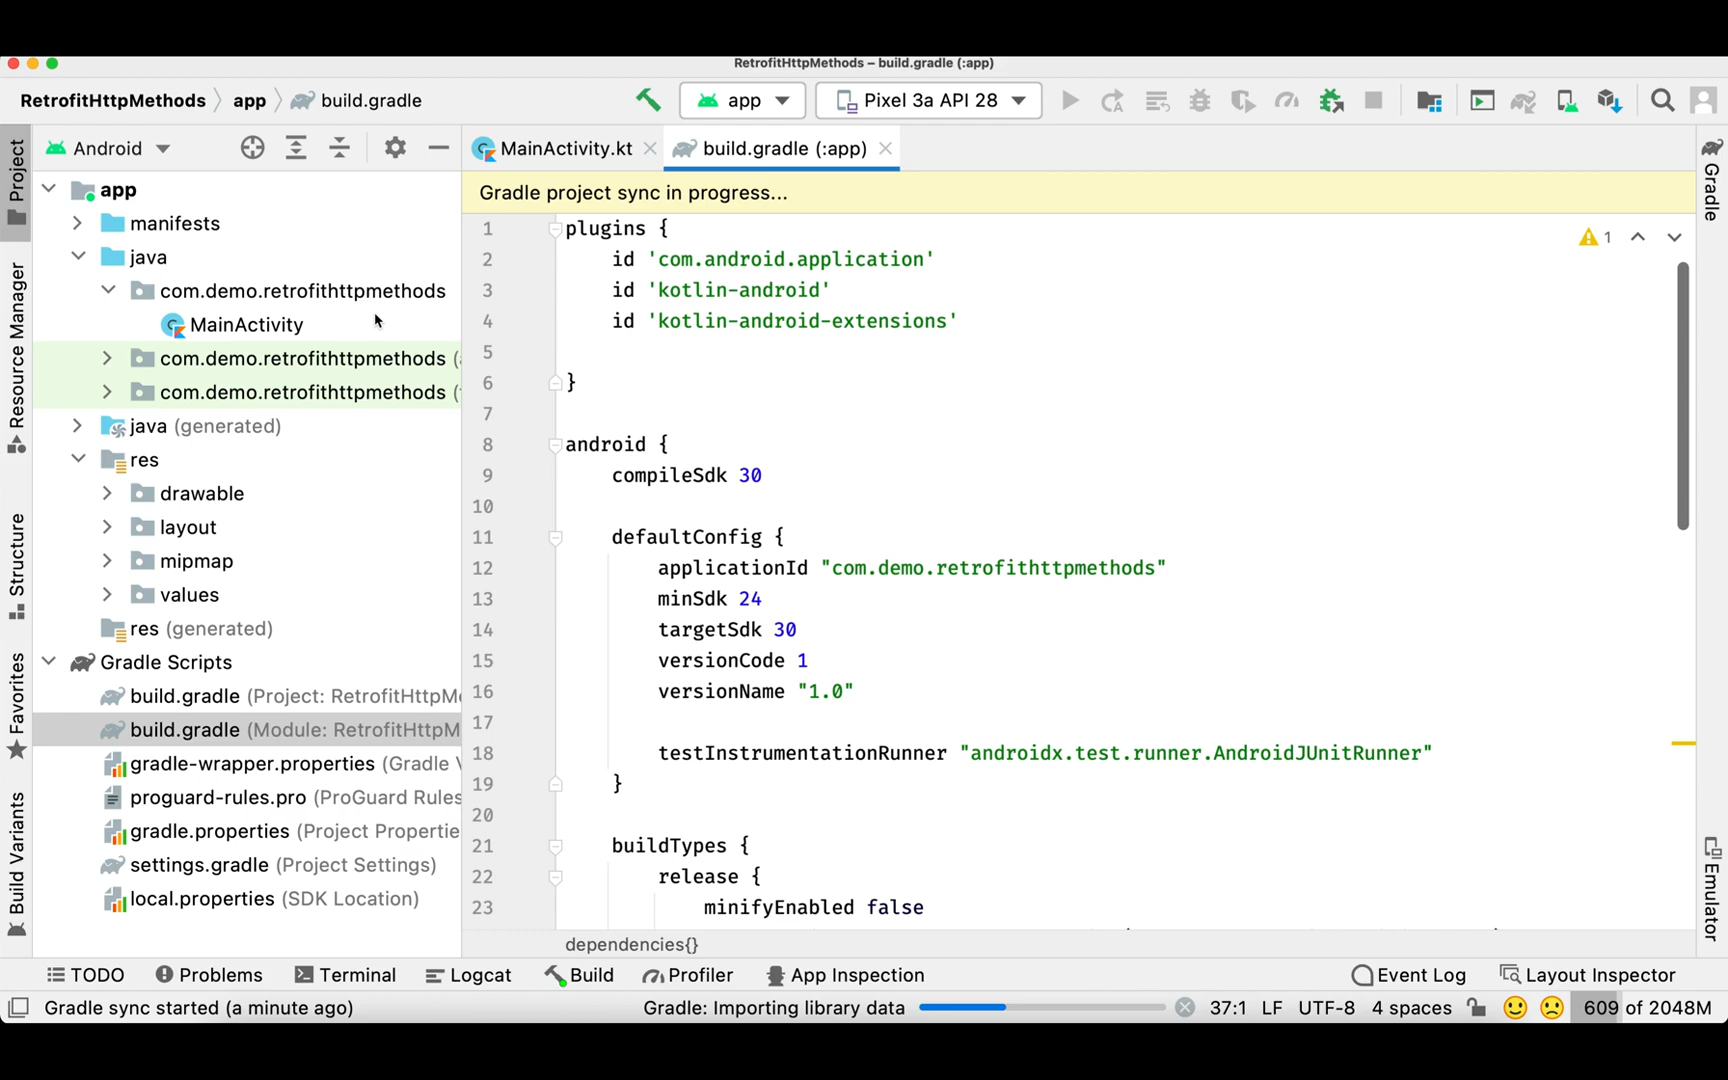 RetrofitHttpMethods – build.gradle (:app)
RetrofitHttpMethods app build.gradle
app
Pixel 3a API 28
Android
MainActivity.kt
build.gradle (:app)
Project
Resource Manager
Structure
Favorites
Build Variants
app
manifests
java
com.demo.retrofithttpmethods
MainActivity
com.demo.retrofithttpmethods (
com.demo.retrofithttpmethods (
java (generated)
res
drawable
layout
mipmap
values
res (generated)
Gradle Scripts
build.gradle (Project: RetrofitHttpM
build.gradle (Module: RetrofitHttpM
gradle-wrapper.properties (Gradle
proguard-rules.pro (ProGuard Rules
gradle.properties (Project Propertie
settings.gradle (Project Settings)
local.properties (SDK Location)
Gradle project sync in progress...
1
1 plugins {
2 id 'com.android.application'
3 id 'kotlin-android'
4 id 'kotlin-android-extensions'
5
6 }
7
8 android {
9 compileSdk 30
10
11 defaultConfig {
12 applicationId "com.demo.retrofithttpmethods"
13 minSdk 24
14 targetSdk 30
15 versionCode 1
16 versionName "1.0"
17
18 testInstrumentationRunner "androidx.test.runner.AndroidJUnitRunner"
19 }
20
21 buildTypes {
22 release {
23 minifyEnabled false
dependencies{}
Gradle
Emulator
TODO
Problems
Terminal
Logcat
Build
Profiler
App Inspection
Event Log
Layout Inspector
Gradle sync started (a minute ago)
Gradle: Importing library data
37:1 LF UTF-8 4 spaces
609 of 2048M